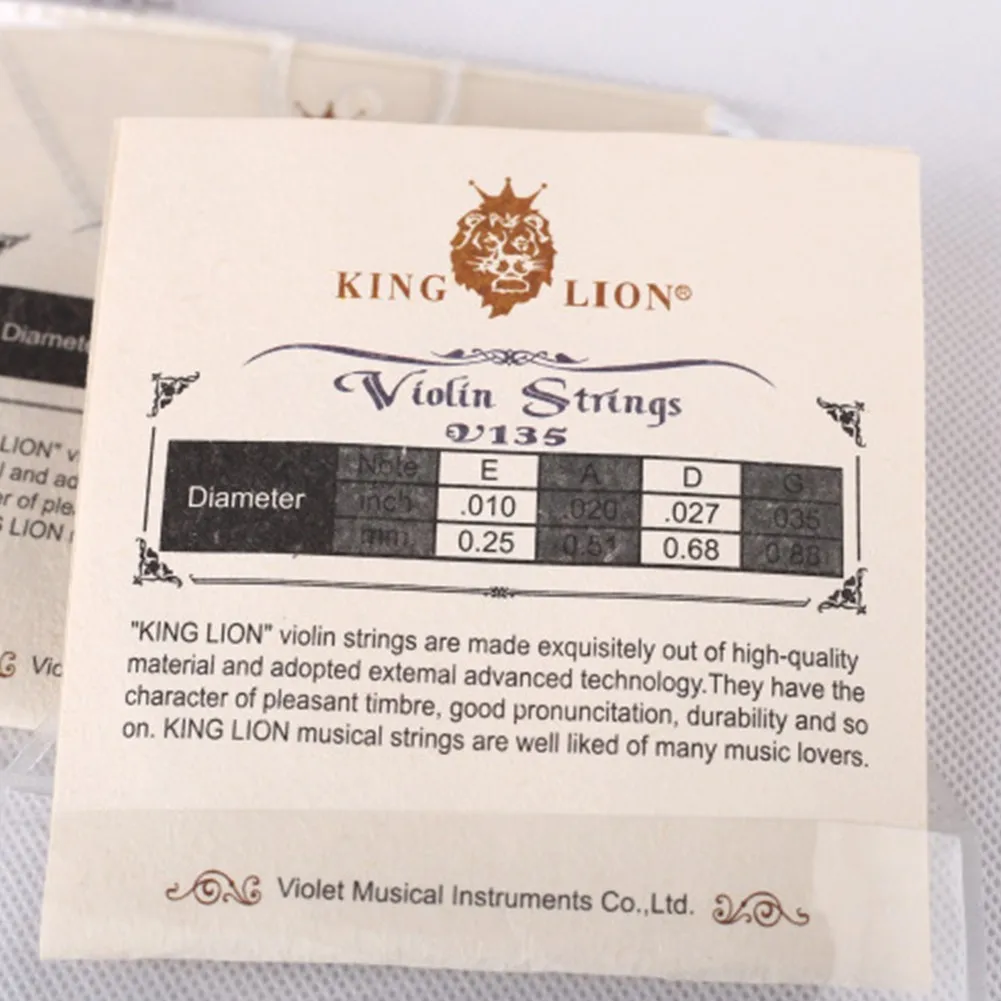 KING LION®
Violin Strings
V135
Diameter
Note E A D G
inch .010 .020 .027 .035
mm 0.25 0.51 0.68 0.88
"KING LION" violin strings are made exquisitely out of high-quality
material and adopted extemal advanced technology.They have the
character of pleasant timbre, good pronuncitation, durability and so
on. KING LION musical strings are well liked of many music lovers.
Violet Musical Instruments Co.,Ltd.
Diamet
LION" v
l and ad
er of ple
LION
Vic